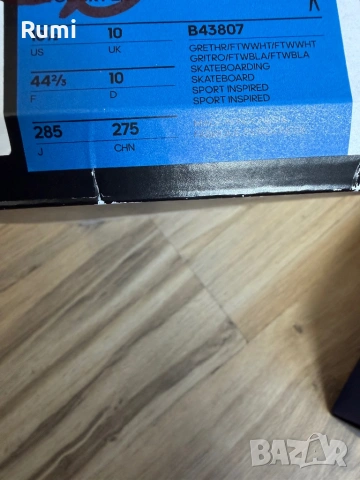 Rumi
10 B43807
US UK
GRETHR/FTWWHT/FTWWHT
GRITRO/FTWBLA/FTWBLA
SKATEBOARDING
SKATEBOARD
44⅔ 10
F D
SPORT INSPIRED
SPORT INSPIRED
285 275
J CHN
BAZAR